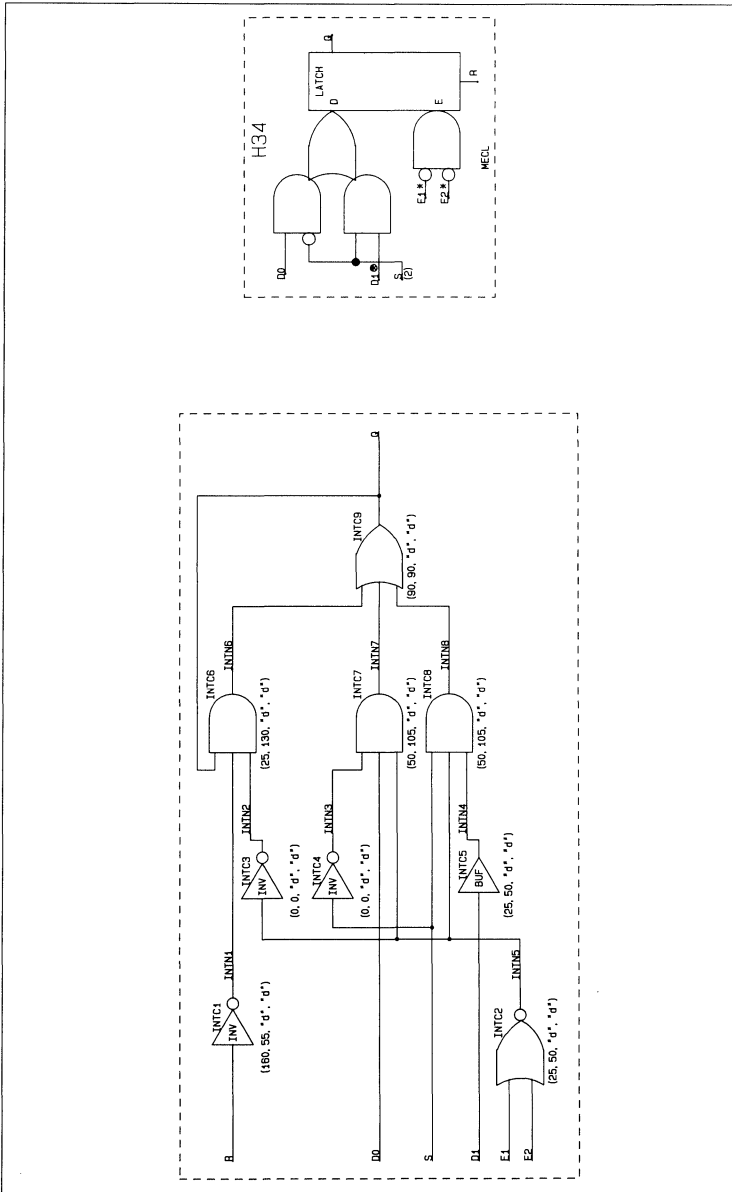 H34
D0
D1⊗
S
(2)
LATCH
D
E
Q
R
E1*
E2*
MECL
R
D0
S
D1
E1
E2
INTC1
INV
(160, 55, "d", "d")
INTN1
INTC2
(25, 50, "d", "d")
INTN5
INTC3
INV
(0, 0, "d", "d")
INTN2
INTC4
INV
(0, 0, "d", "d")
INTN3
INTC5
BUF
(25, 50, "d", "d")
INTN4
INTC6
(25, 130, "d", "d")
INTN6
INTC7
(50, 105, "d", "d")
INTN7
INTC8
(50, 105, "d", "d")
INTN8
INTC9
(90, 90, "d", "d")
Q